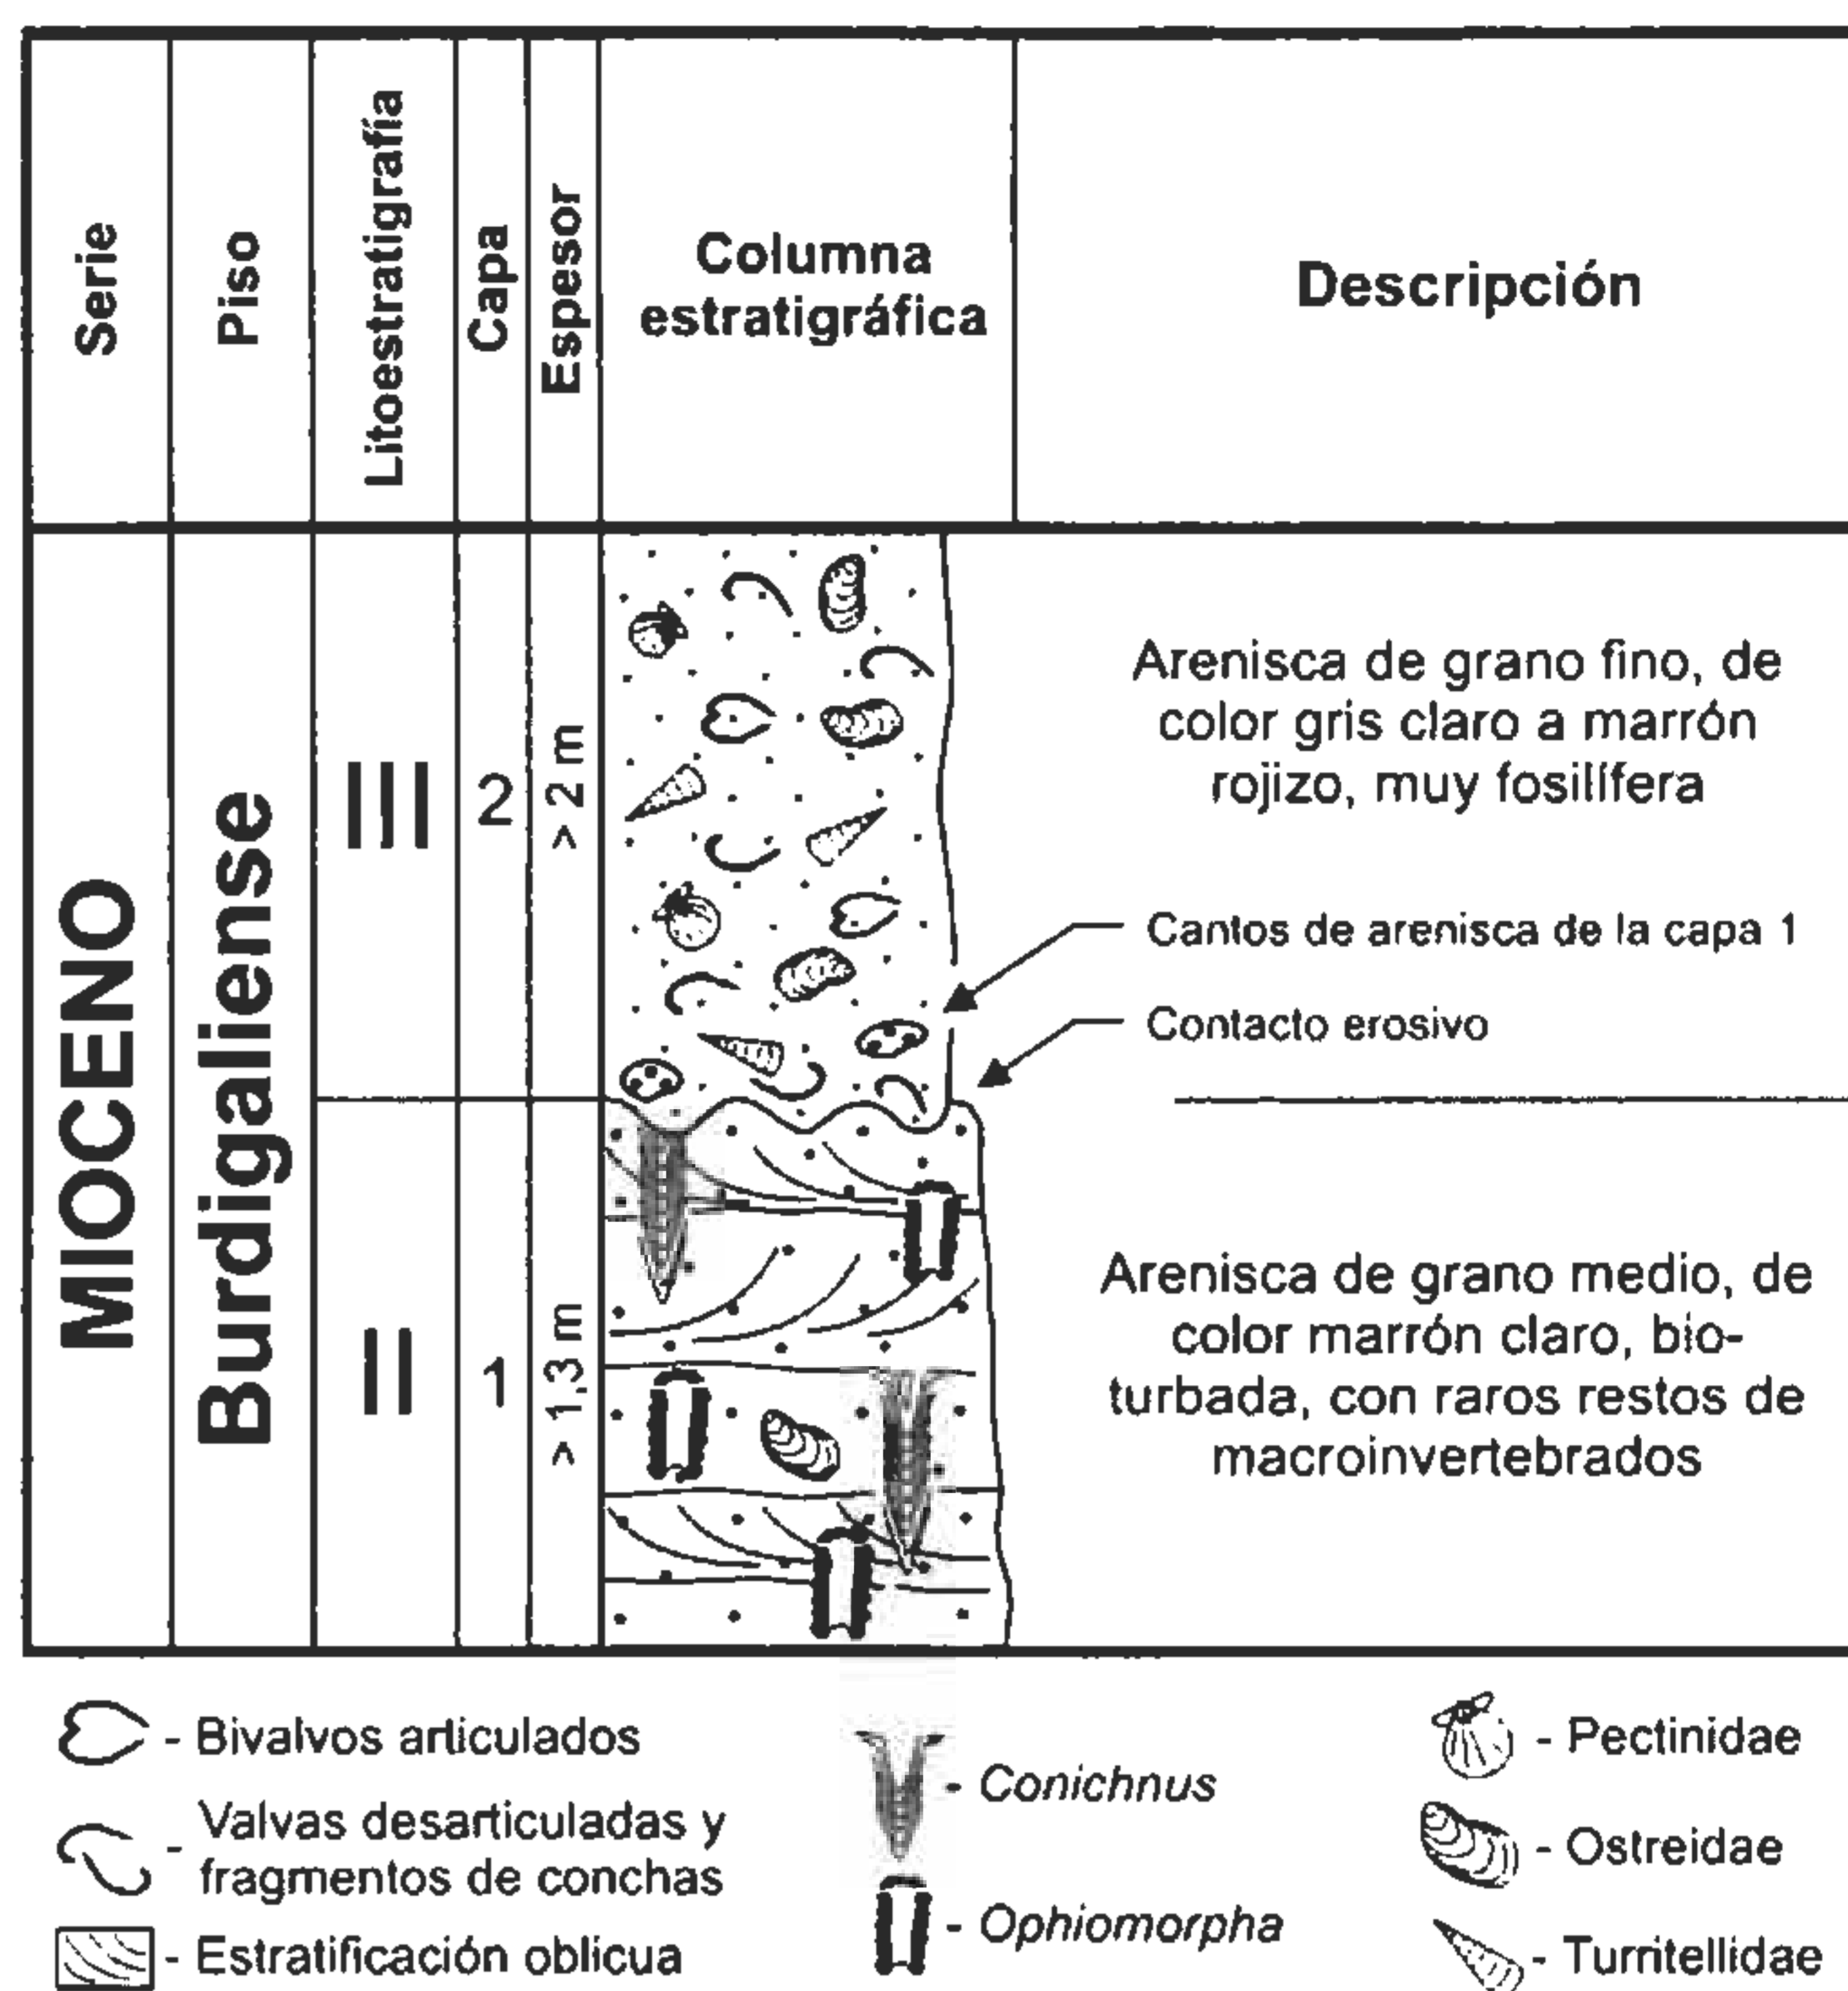 Serie
Piso
Litoestratigrafía
Capa
Espesor
Columna
estratigráfica
Descripción
MIOCENO
Burdigaliense
III
2
> 2 m
Arenisca de grano fino, de
color gris claro a marrón
rojizo, muy fosilífera
Cantos de arenisca de la capa 1
Contacto erosivo
II
1
> 1,3 m
Arenisca de grano medio, de
color marrón claro, bio-
turbada, con raros restos de
macroinvertebrados
- Bivalvos articulados
- Valvas desarticuladas y
fragmentos de conchas
- Estratificación oblicua
- Conichnus
- Ophiomorpha
- Pectinidae
- Ostreidae
- Turritellidae